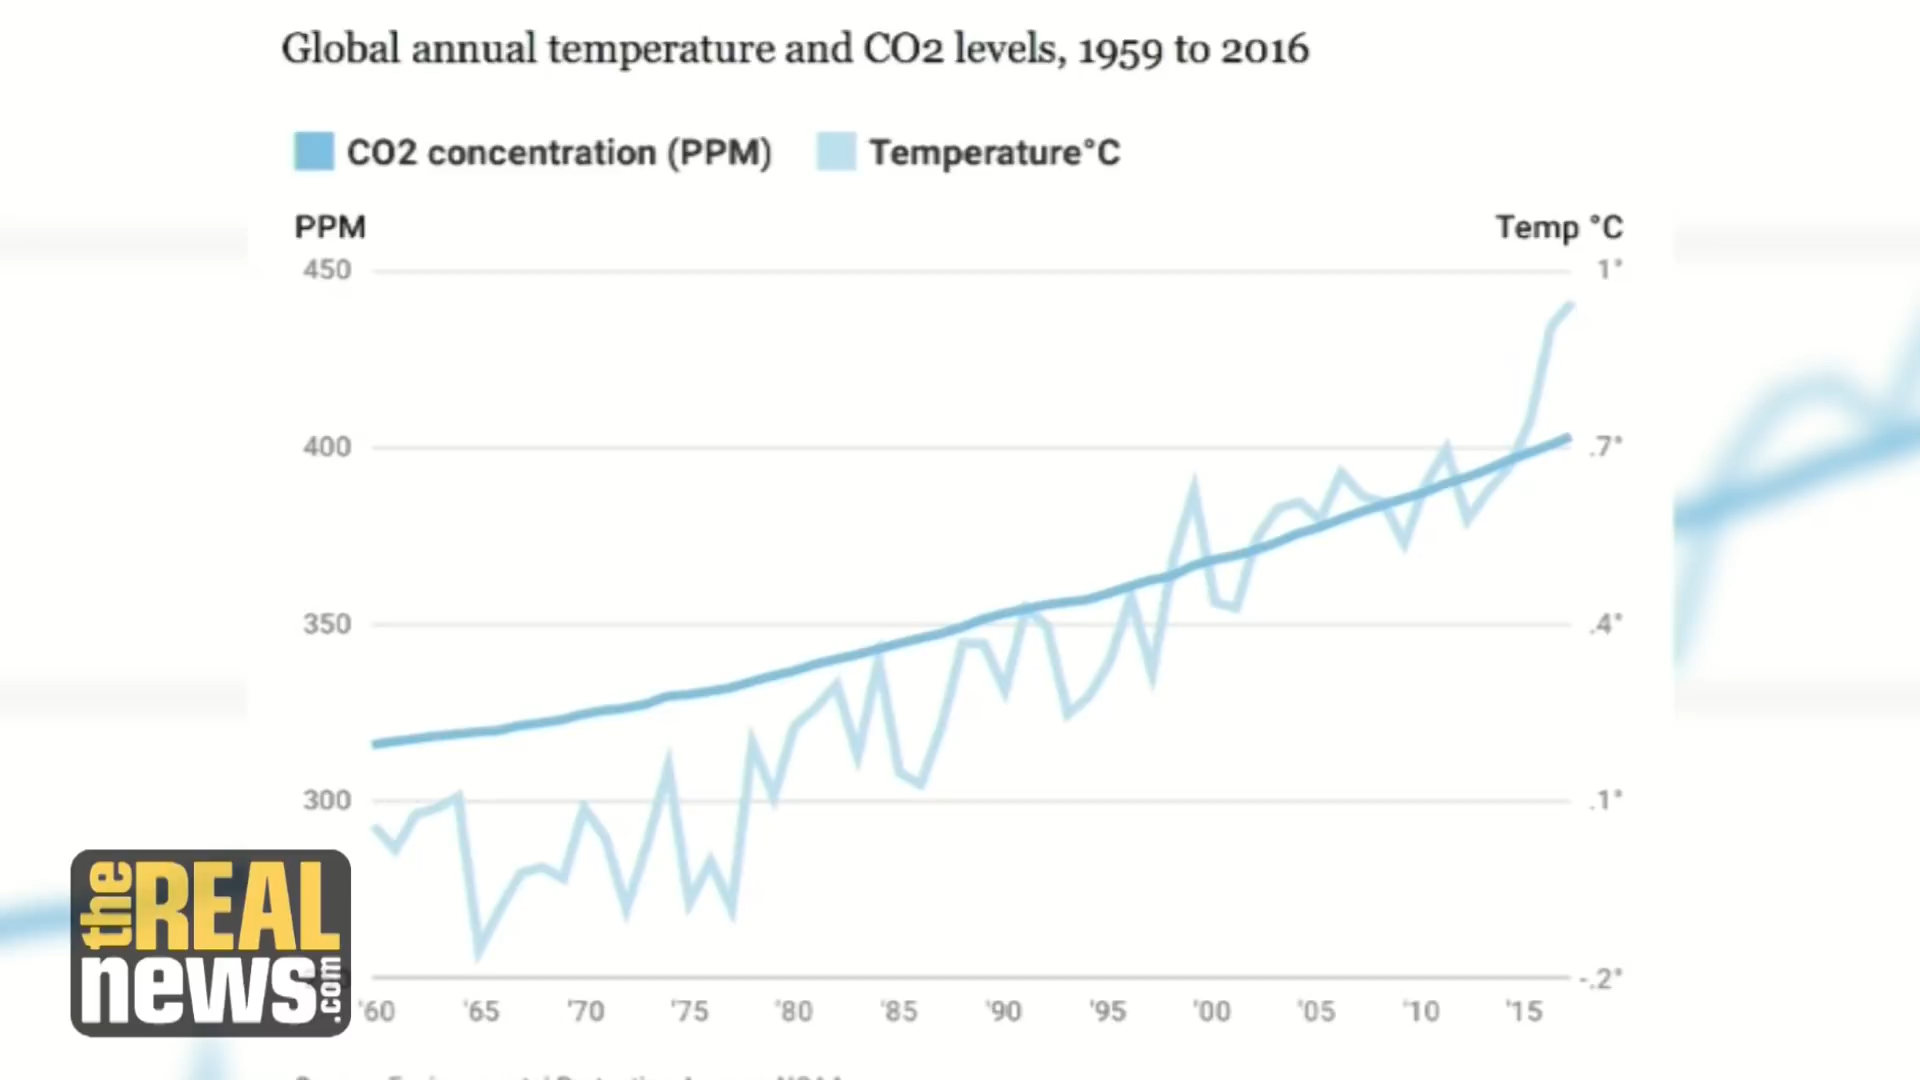 Global annual temperature and CO2 levels, 1959 to 2016
CO2 concentration (PPM) Temperature°C
PPM Temp °C
450 1°
400 .7°
350 .4°
300 .1°
-.2°
'60 '65 '70 '75 '80 '85 '90 '95 '00 '05 '10 '15
the REAL
news.com